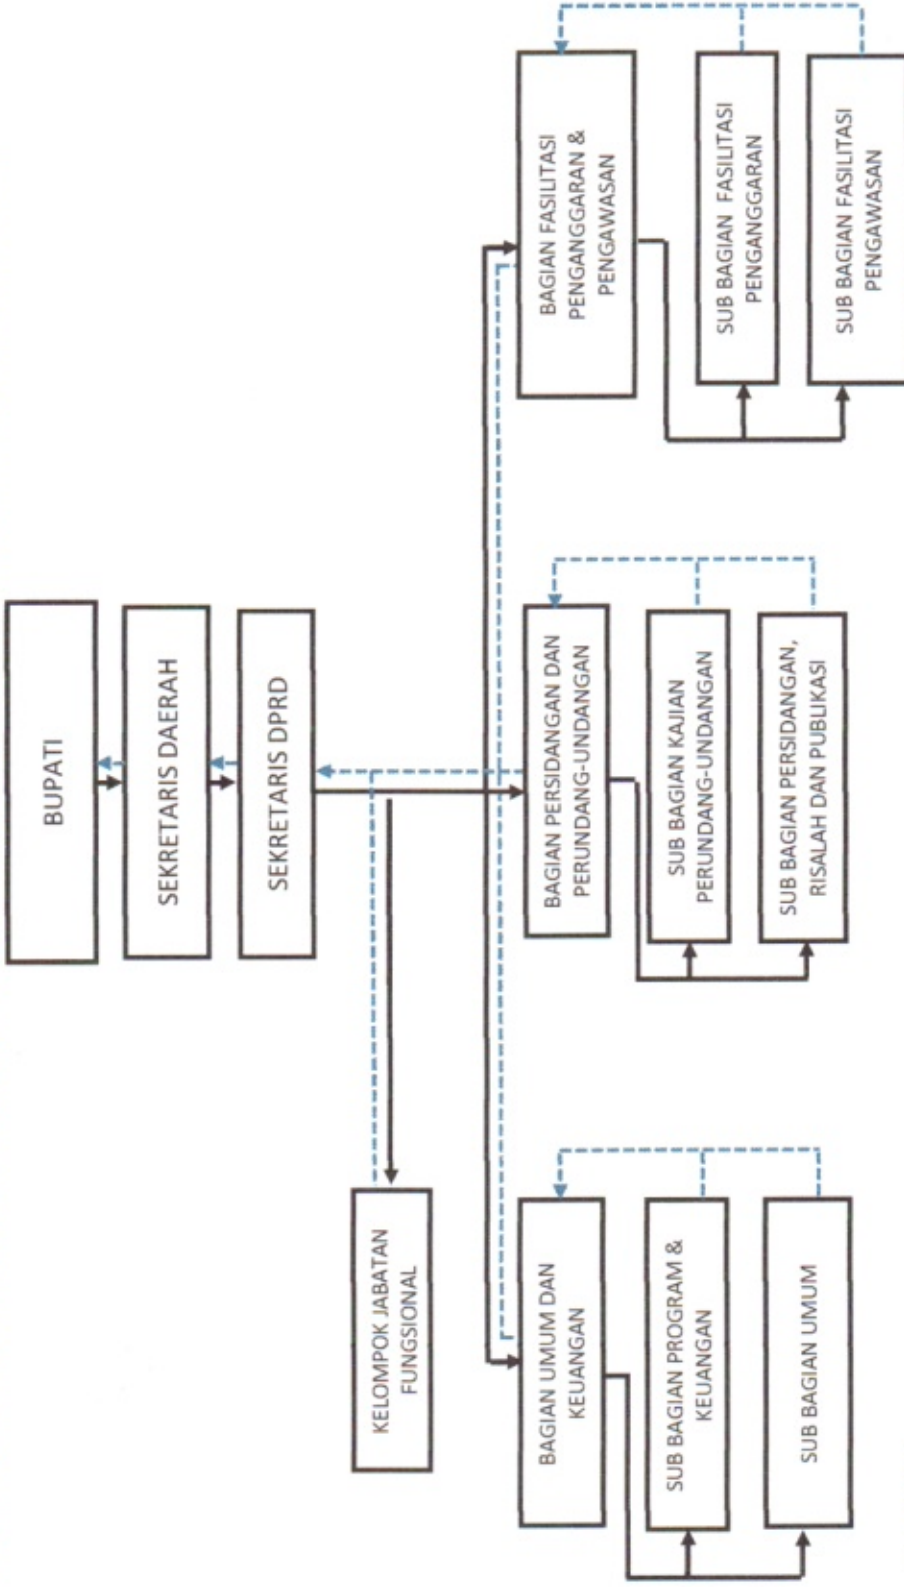 BUPATI
SEKRETARIS DAERAH
SEKRETARIS DPRD
KELOMPOK JABATAN
FUNGSIONAL
BAGIAN UMUM DAN
KEUANGAN
SUB BAGIAN PROGRAM &
KEUANGAN
SUB BAGIAN UMUM
BAGIAN PERSIDANGAN DAN
PERUNDANG-UNDANGAN
SUB BAGIAN KAJIAN
PERUNDANG-UNDANGAN
SUB BAGIAN PERSIDANGAN,
RISALAH DAN PUBLIKASI
BAGIAN FASILITASI
PENGANGGARAN &
PENGAWASAN
SUB BAGIAN FASILITASI
PENGANGGARAN
SUB BAGIAN FASILITASI
PENGAWASAN